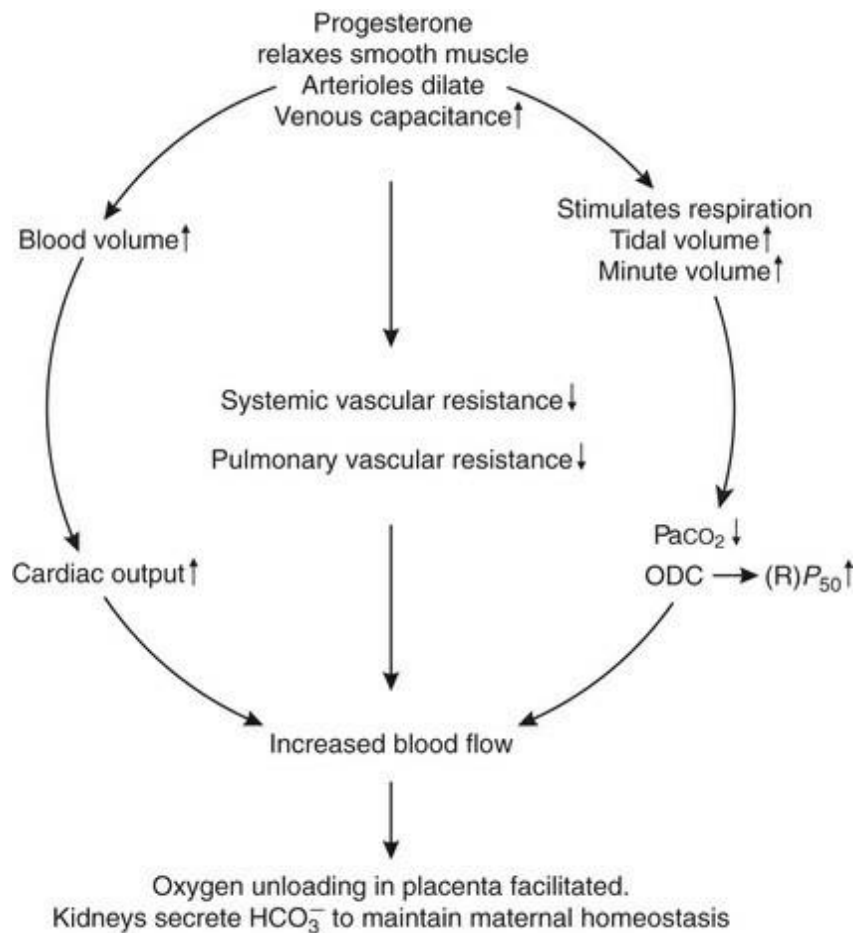 Progesterone
relaxes smooth muscle
Arterioles dilate
Venous capacitance↑
Blood volume↑
Stimulates respiration
Tidal volume↑
Minute volume↑
Systemic vascular resistance↓
Pulmonary vascular resistance↓
Cardiac output↑
PaCO₂↓
ODC → (R)P₅₀↑
Increased blood flow
Oxygen unloading in placenta facilitated.
Kidneys secrete HCO₃⁻ to maintain maternal homeostasis